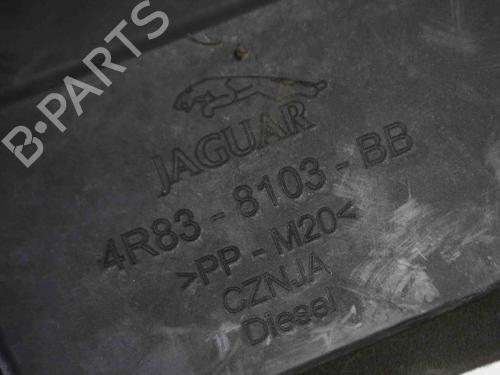 B-PARTS
JAGUAR
4R83-8103-BB
>PP-M20<
CZNJA
Diesel